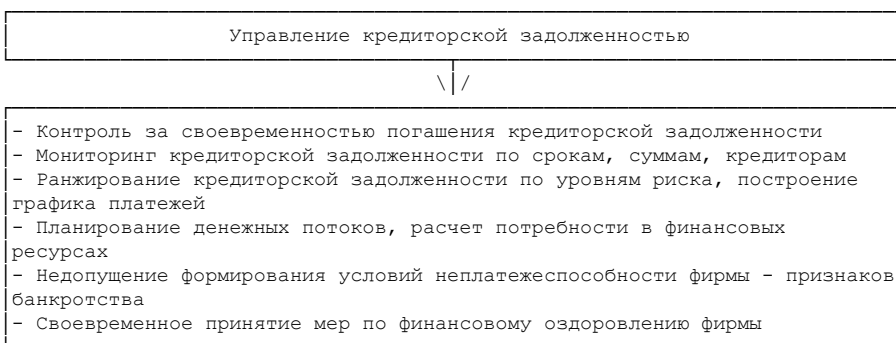 Управление кредиторской задолженностью
\|/
- Контроль за своевременностью погашения кредиторской задолженности
- Мониторинг кредиторской задолженности по срокам, суммам, кредиторам
- Ранжирование кредиторской задолженности по уровням риска, построение
графика платежей
- Планирование денежных потоков, расчет потребности в финансовых
ресурсах
- Недопущение формирования условий неплатежеспособности фирмы - признаков
банкротства
- Своевременное принятие мер по финансовому оздоровлению фирмы